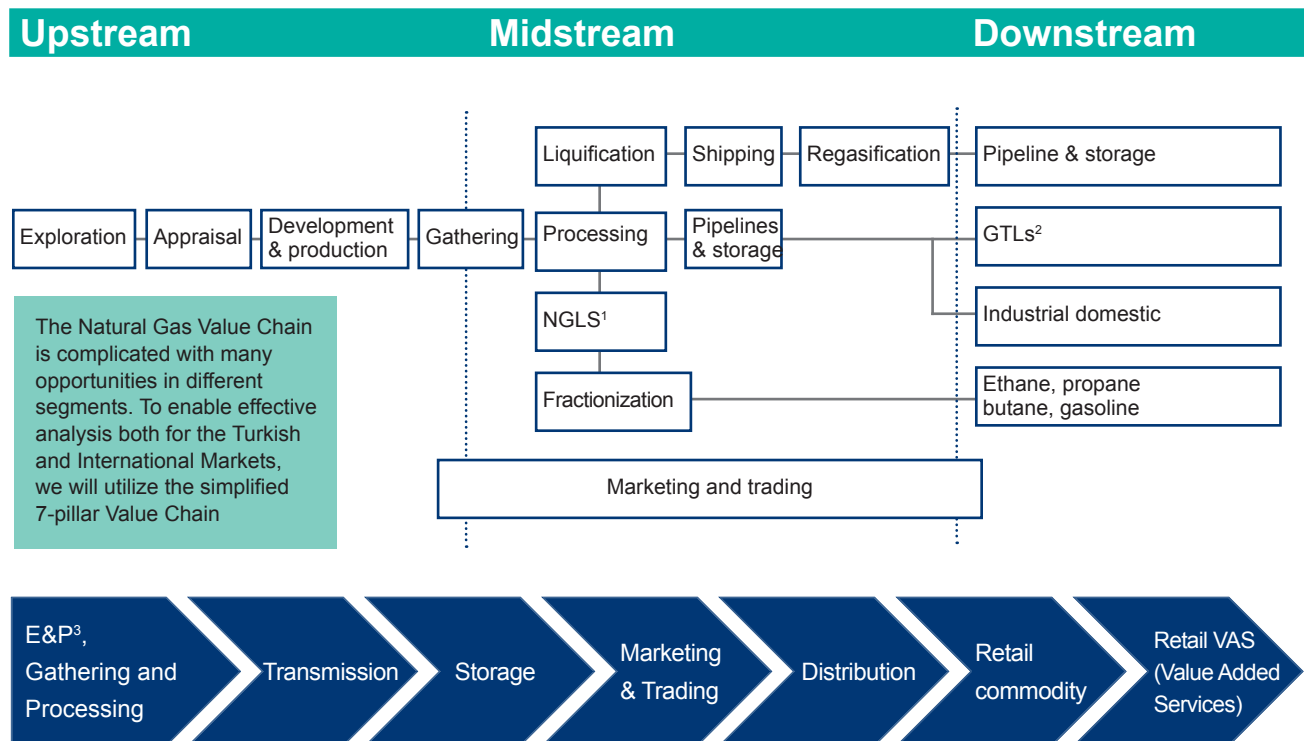 Upstream
Midstream
Downstream
Liquification
Shipping
Regasification
Pipeline & storage
Exploration
Appraisal
Development
& production
Gathering
Processing
Pipelines
& storage
GTLs²
NGLS¹
Industrial domestic
Fractionization
Ethane, propane
butane, gasoline
Marketing and trading
The Natural Gas Value Chain
is complicated with many
opportunities in different
segments. To enable effective
analysis both for the Turkish
and International Markets,
we will utilize the simplified
7-pillar Value Chain
E&P³,
Gathering and
Processing
Transmission
Storage
Marketing
& Trading
Distribution
Retail
commodity
Retail VAS
(Value Added
Services)